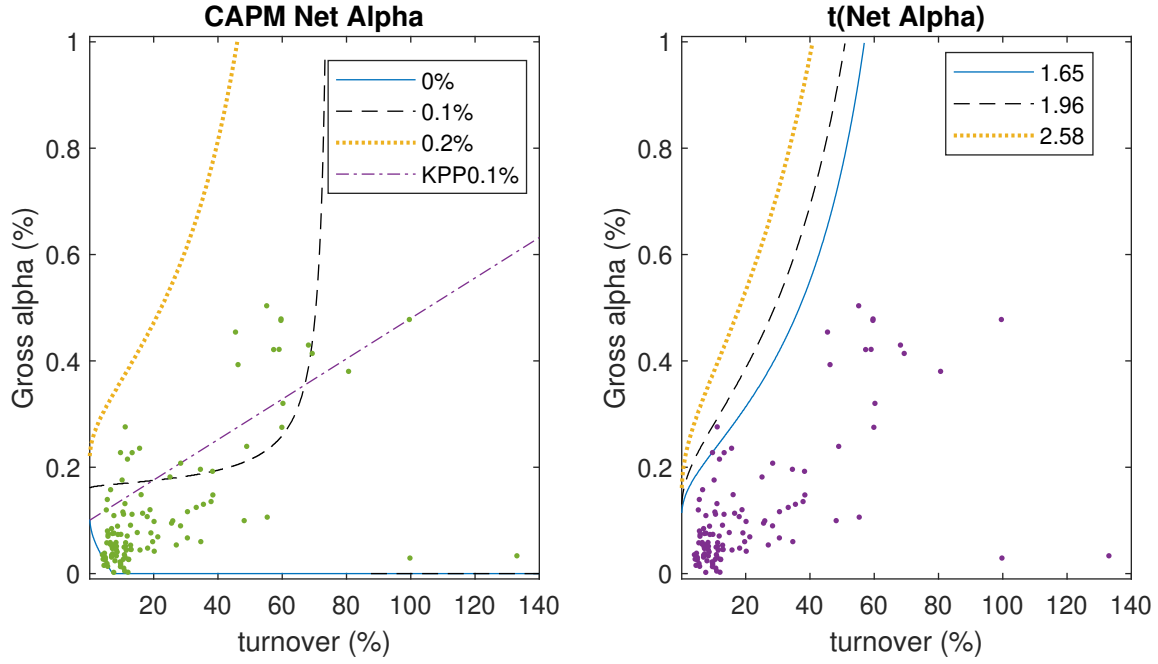 CAPM Net Alpha
Gross alpha (%)
1
0.8
0.6
0.4
0.2
0
0%
0.1%
0.2%
KPP0.1%
20 40 60 80 100 120 140
turnover (%)
t(Net Alpha)
Gross alpha (%)
1
0.8
0.6
0.4
0.2
0
1.65
1.96
2.58
20 40 60 80 100 120 140
turnover (%)